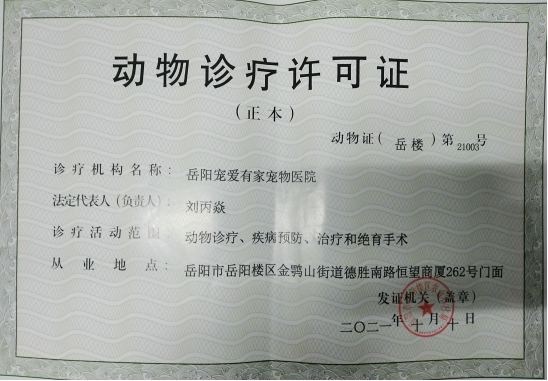 动物诊疗许可证
（正本）
动物证（岳楼）第21003号
诊疗机构名称：岳阳宠爱有家宠物医院
法定代表人（负责人）：刘丙焱
诊疗活动范围：动物诊疗、疾病预防、治疗和绝育手术
从业地点：岳阳市岳阳楼区金鹗山街道德胜南路恒望商厦262号门面
发证机关（盖章）
二〇二一年十月十日